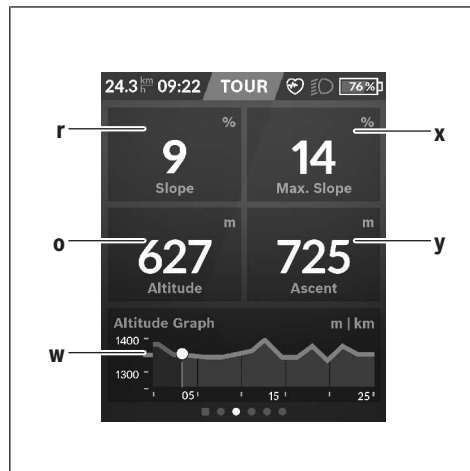 24.3 km/h 09:22 TOUR 76%
r % % x
9 14
Slope Max. Slope
o m m y
627 725
Altitude Ascent
Altitude Graph m | km
w 1400
1300
05' 15' 25'